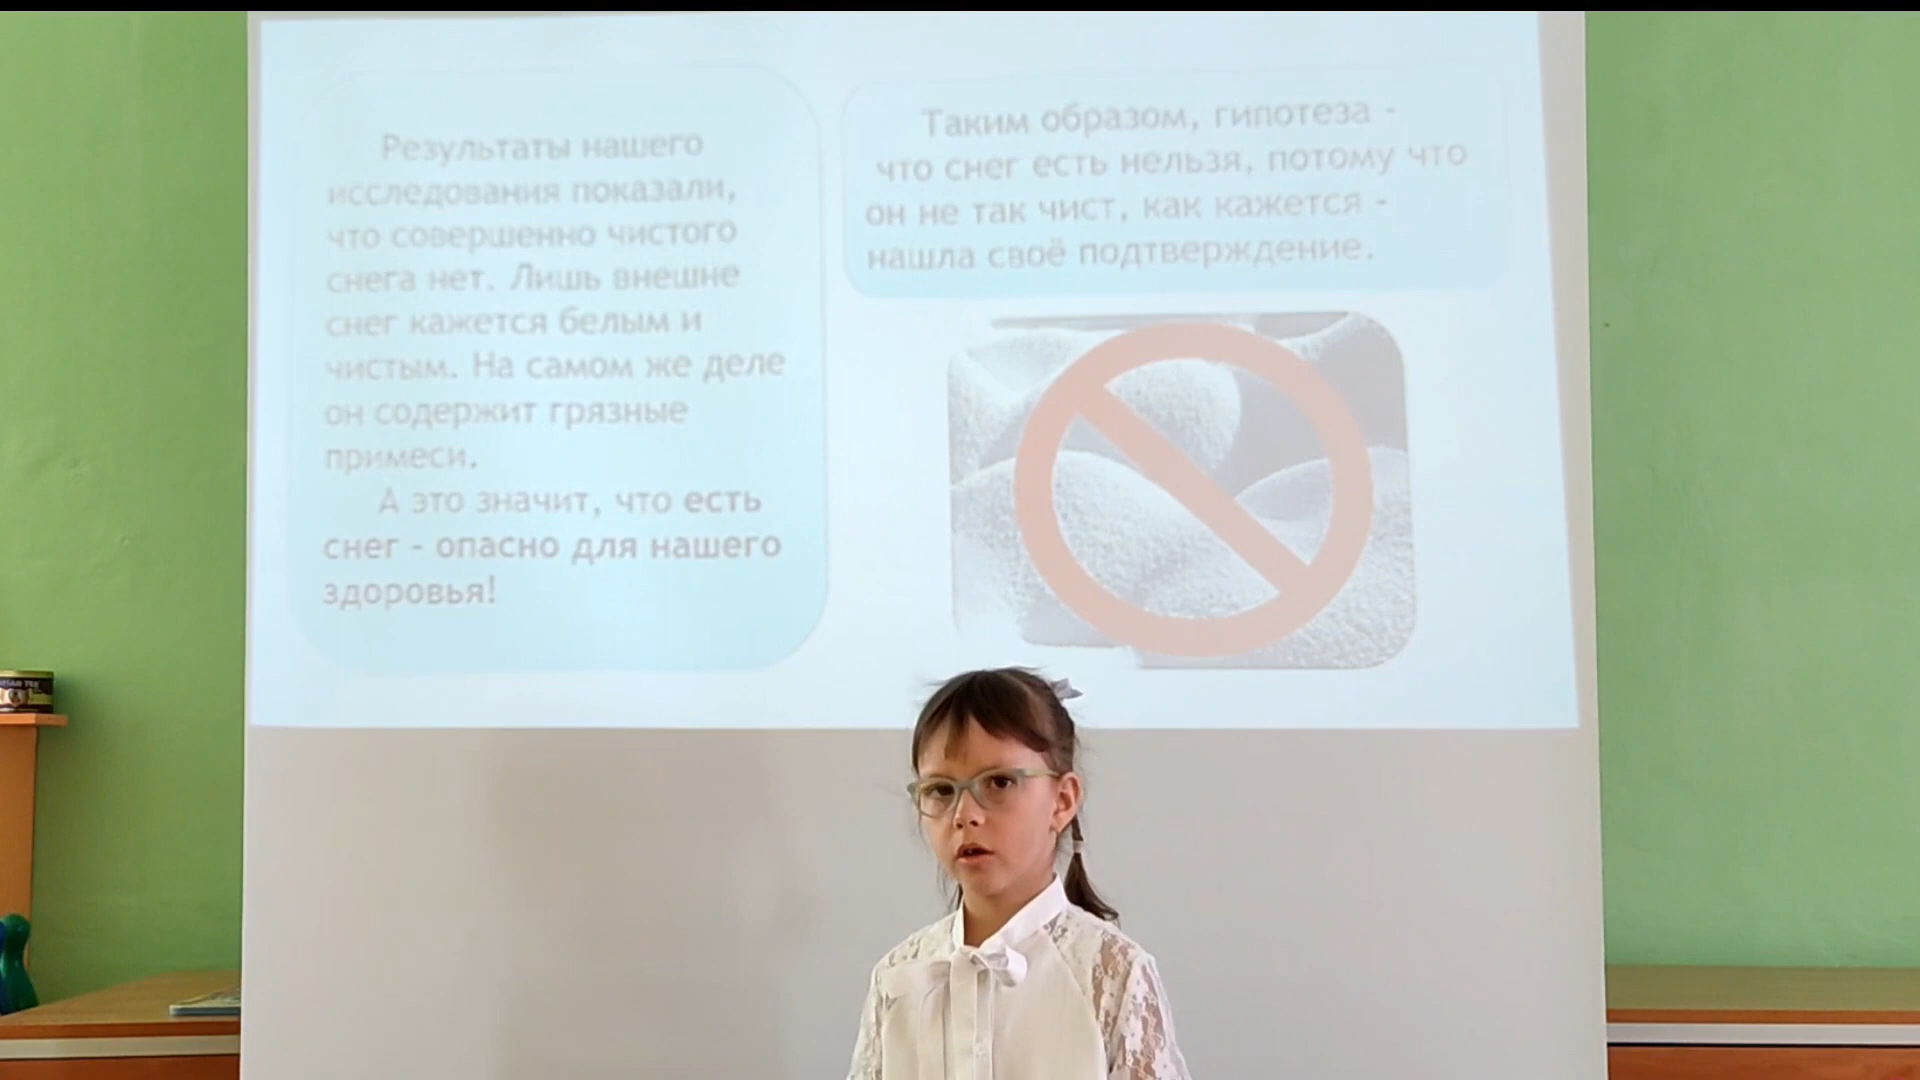 Результаты нашего
исследования показали,
что совершенно чистого
снега нет. Лишь внешне
снег кажется белым и
чистым. На самом же деле
он содержит грязные
примеси.
А это значит, что есть
снег - опасно для нашего
здоровья!
Таким образом, гипотеза -
что снег есть нельзя, потому что
он не так чист, как кажется -
нашла своё подтверждение.